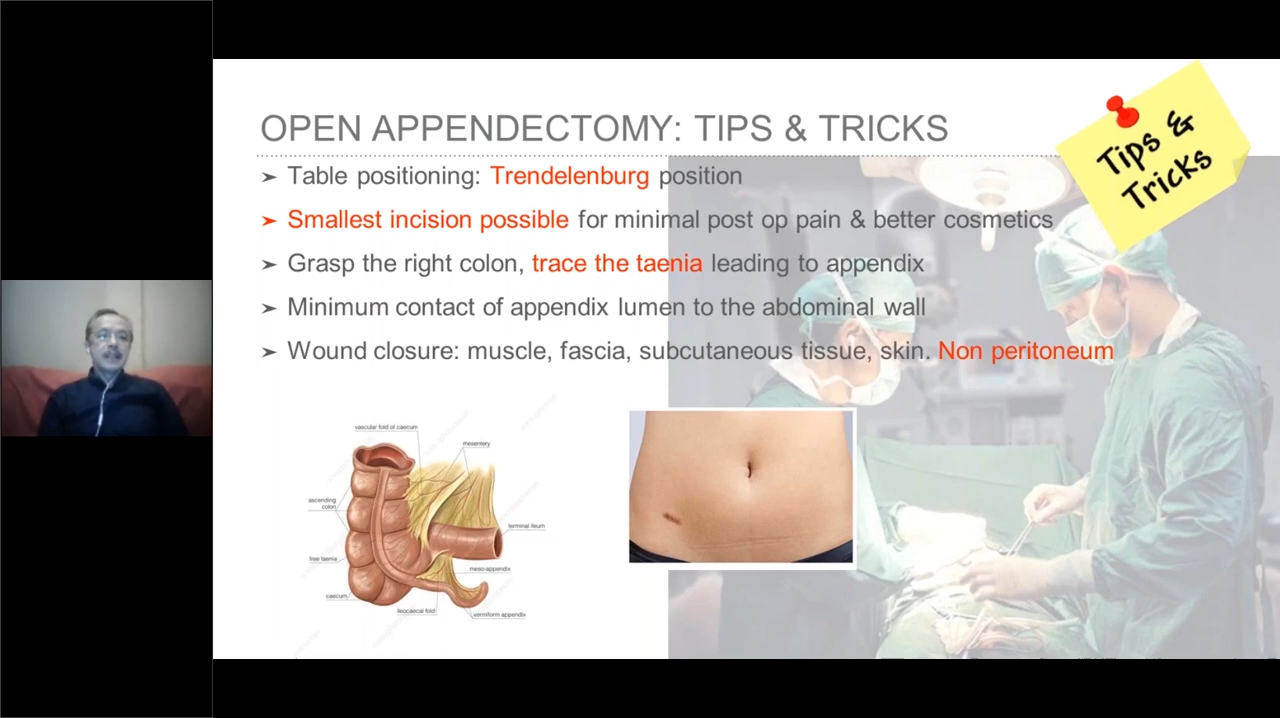 OPEN APPENDECTOMY: TIPS & TRICKS
Tips &
Tricks
➤ Table positioning: Trendelenburg position
➤ Smallest incision possible for minimal post op pain & better cosmetics
➤ Grasp the right colon, trace the taenia leading to appendix
➤ Minimum contact of appendix lumen to the abdominal wall
➤ Wound closure: muscle, fascia, subcutaneous tissue, skin. Non peritoneum
vascular fold of caecum
mesentery
ascending
colon
terminal ileum
free taenia
meso-appendix
caecum
ileocaecal fold
vermiform appendix